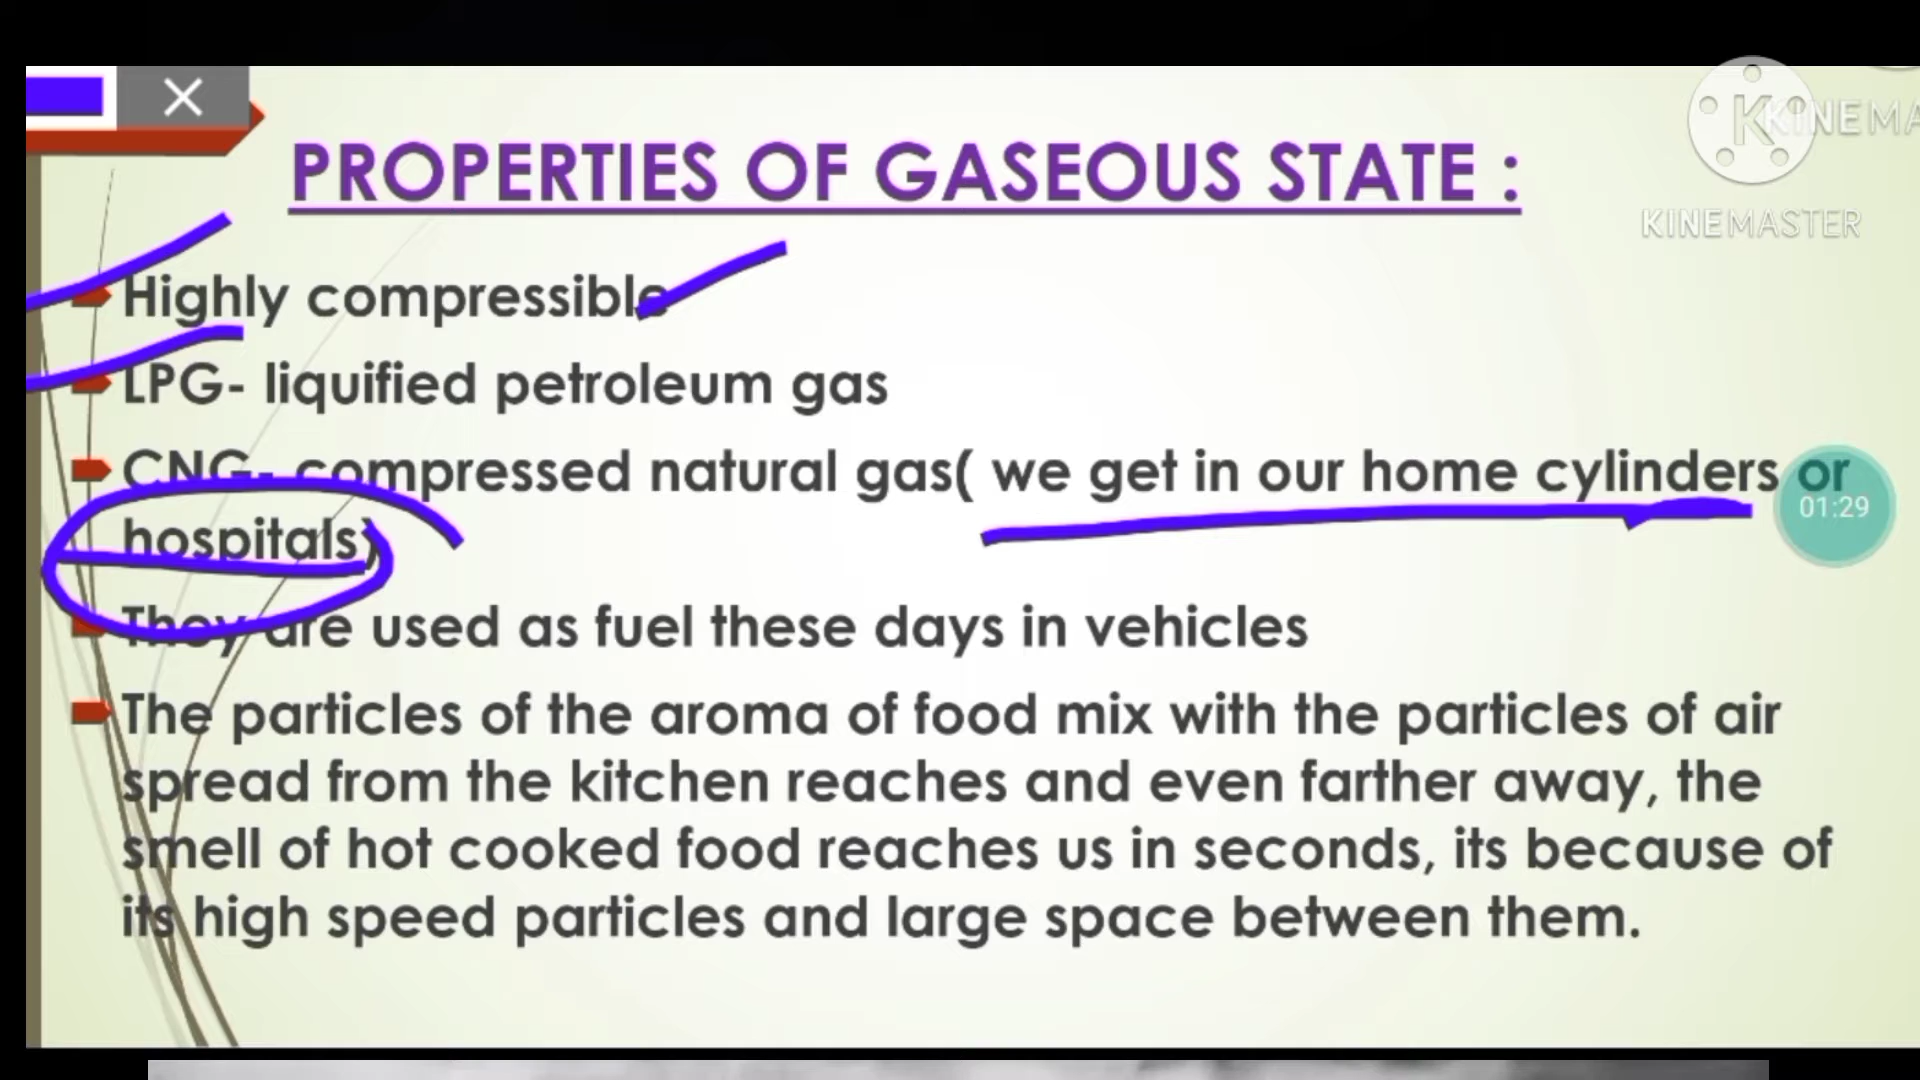 KINEMA
PROPERTIES OF GASEOUS STATE :
KINEMASTER
Highly compressible
LPG- liquified petroleum gas
CNG- compressed natural gas( we get in our home cylinders or
01:29
hospitals)
They are used as fuel these days in vehicles
The particles of the aroma of food mix with the particles of air
spread from the kitchen reaches and even farther away, the
smell of hot cooked food reaches us in seconds, its because of
its high speed particles and large space between them.